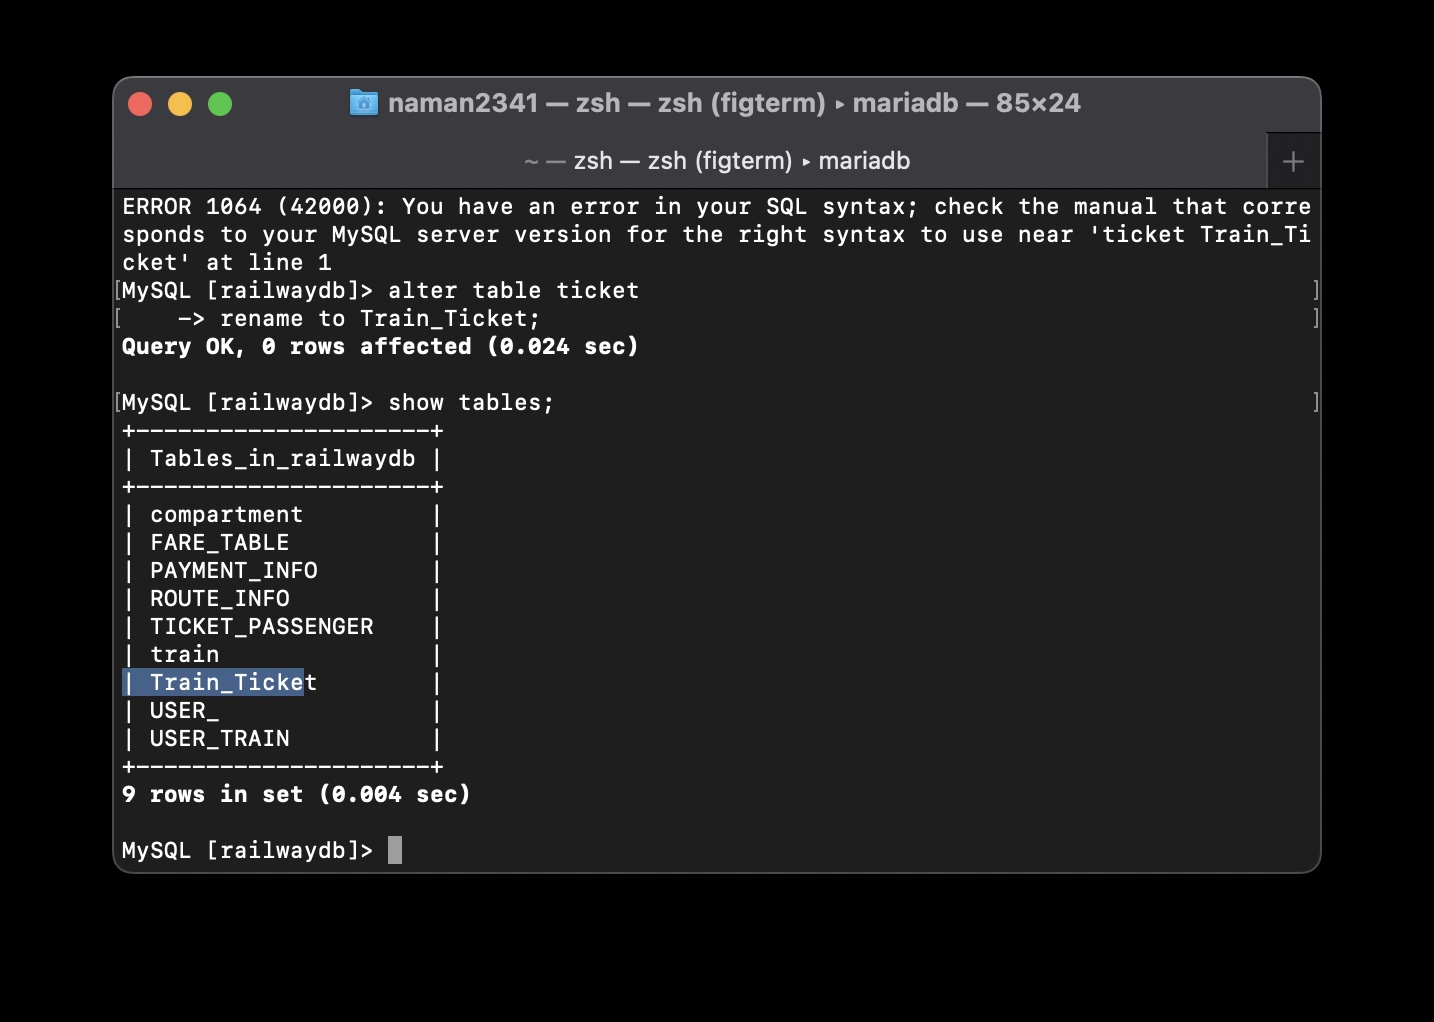 naman2341 — zsh — zsh (figterm) ▸ mariadb — 85×24
~ — zsh — zsh (figterm) ▸ mariadb
ERROR 1064 (42000): You have an error in your SQL syntax; check the manual that corre
sponds to your MySQL server version for the right syntax to use near 'ticket Train_Ti
cket' at line 1
[MySQL [railwaydb]> alter table ticket ]
[    -> rename to Train_Ticket; ]
Query OK, 0 rows affected (0.024 sec)
[MySQL [railwaydb]> show tables; ]
+---------------------+
| Tables_in_railwaydb |
+---------------------+
| compartment         |
| FARE_TABLE          |
| PAYMENT_INFO        |
| ROUTE_INFO          |
| TICKET_PASSENGER    |
| train               |
| Train_Ticket        |
| USER_               |
| USER_TRAIN          |
+---------------------+
9 rows in set (0.004 sec)
MySQL [railwaydb]>